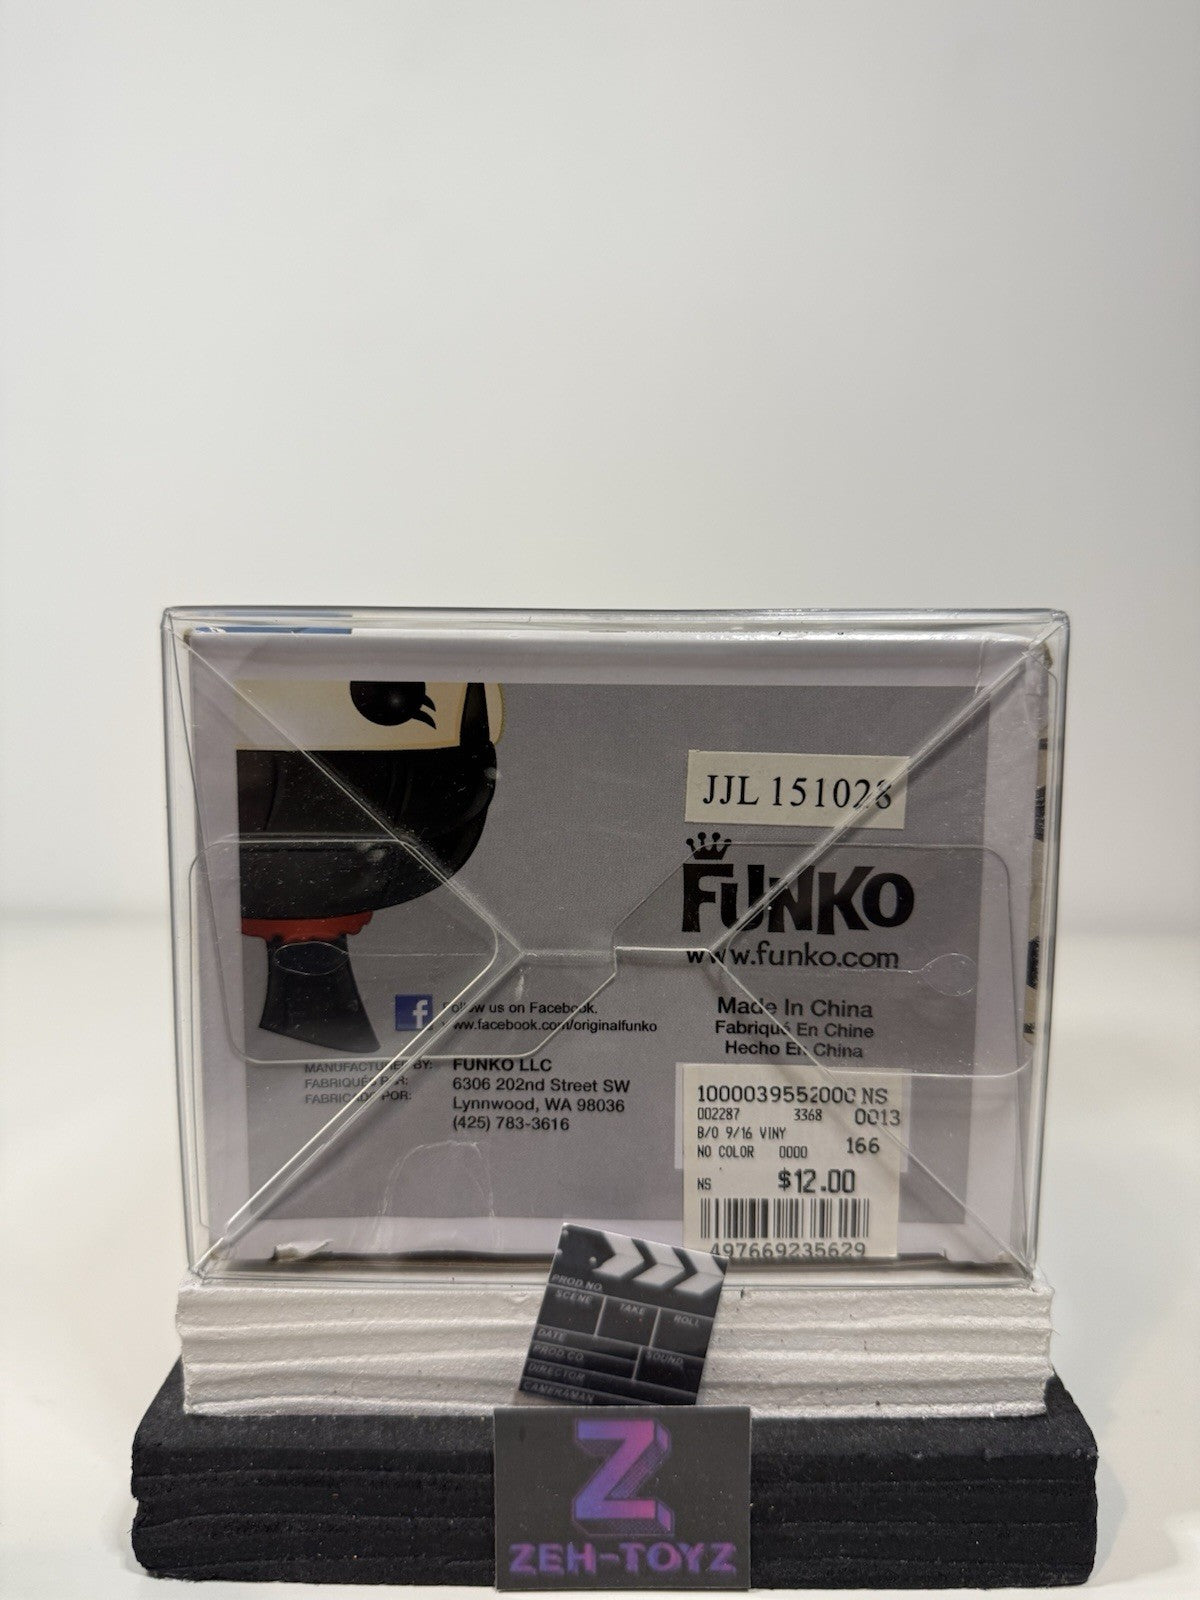 JJL 151028
FUNKO
www.funko.com
f
Follow us on Facebook.
www.facebook.com/originalfunko
Made In China
Fabriqué En Chine
Hecho En China
MANUFACTURED BY:
FABRIQUÉS PAR:
FABRICADO POR:
FUNKO LLC
6306 202nd Street SW
Lynnwood, WA 98036
(425) 783-3616
1000039552000 NS
002287 3368 0013
B/O 9/16 VINY
NO COLOR 0000 166
NS $12.00
497669235629
PROD.NO.
SCENE TAKE ROLL
DATE SOUND
PROD.CO.
DIRECTOR
CAMERAMAN
Z
ZEH-TOYZ